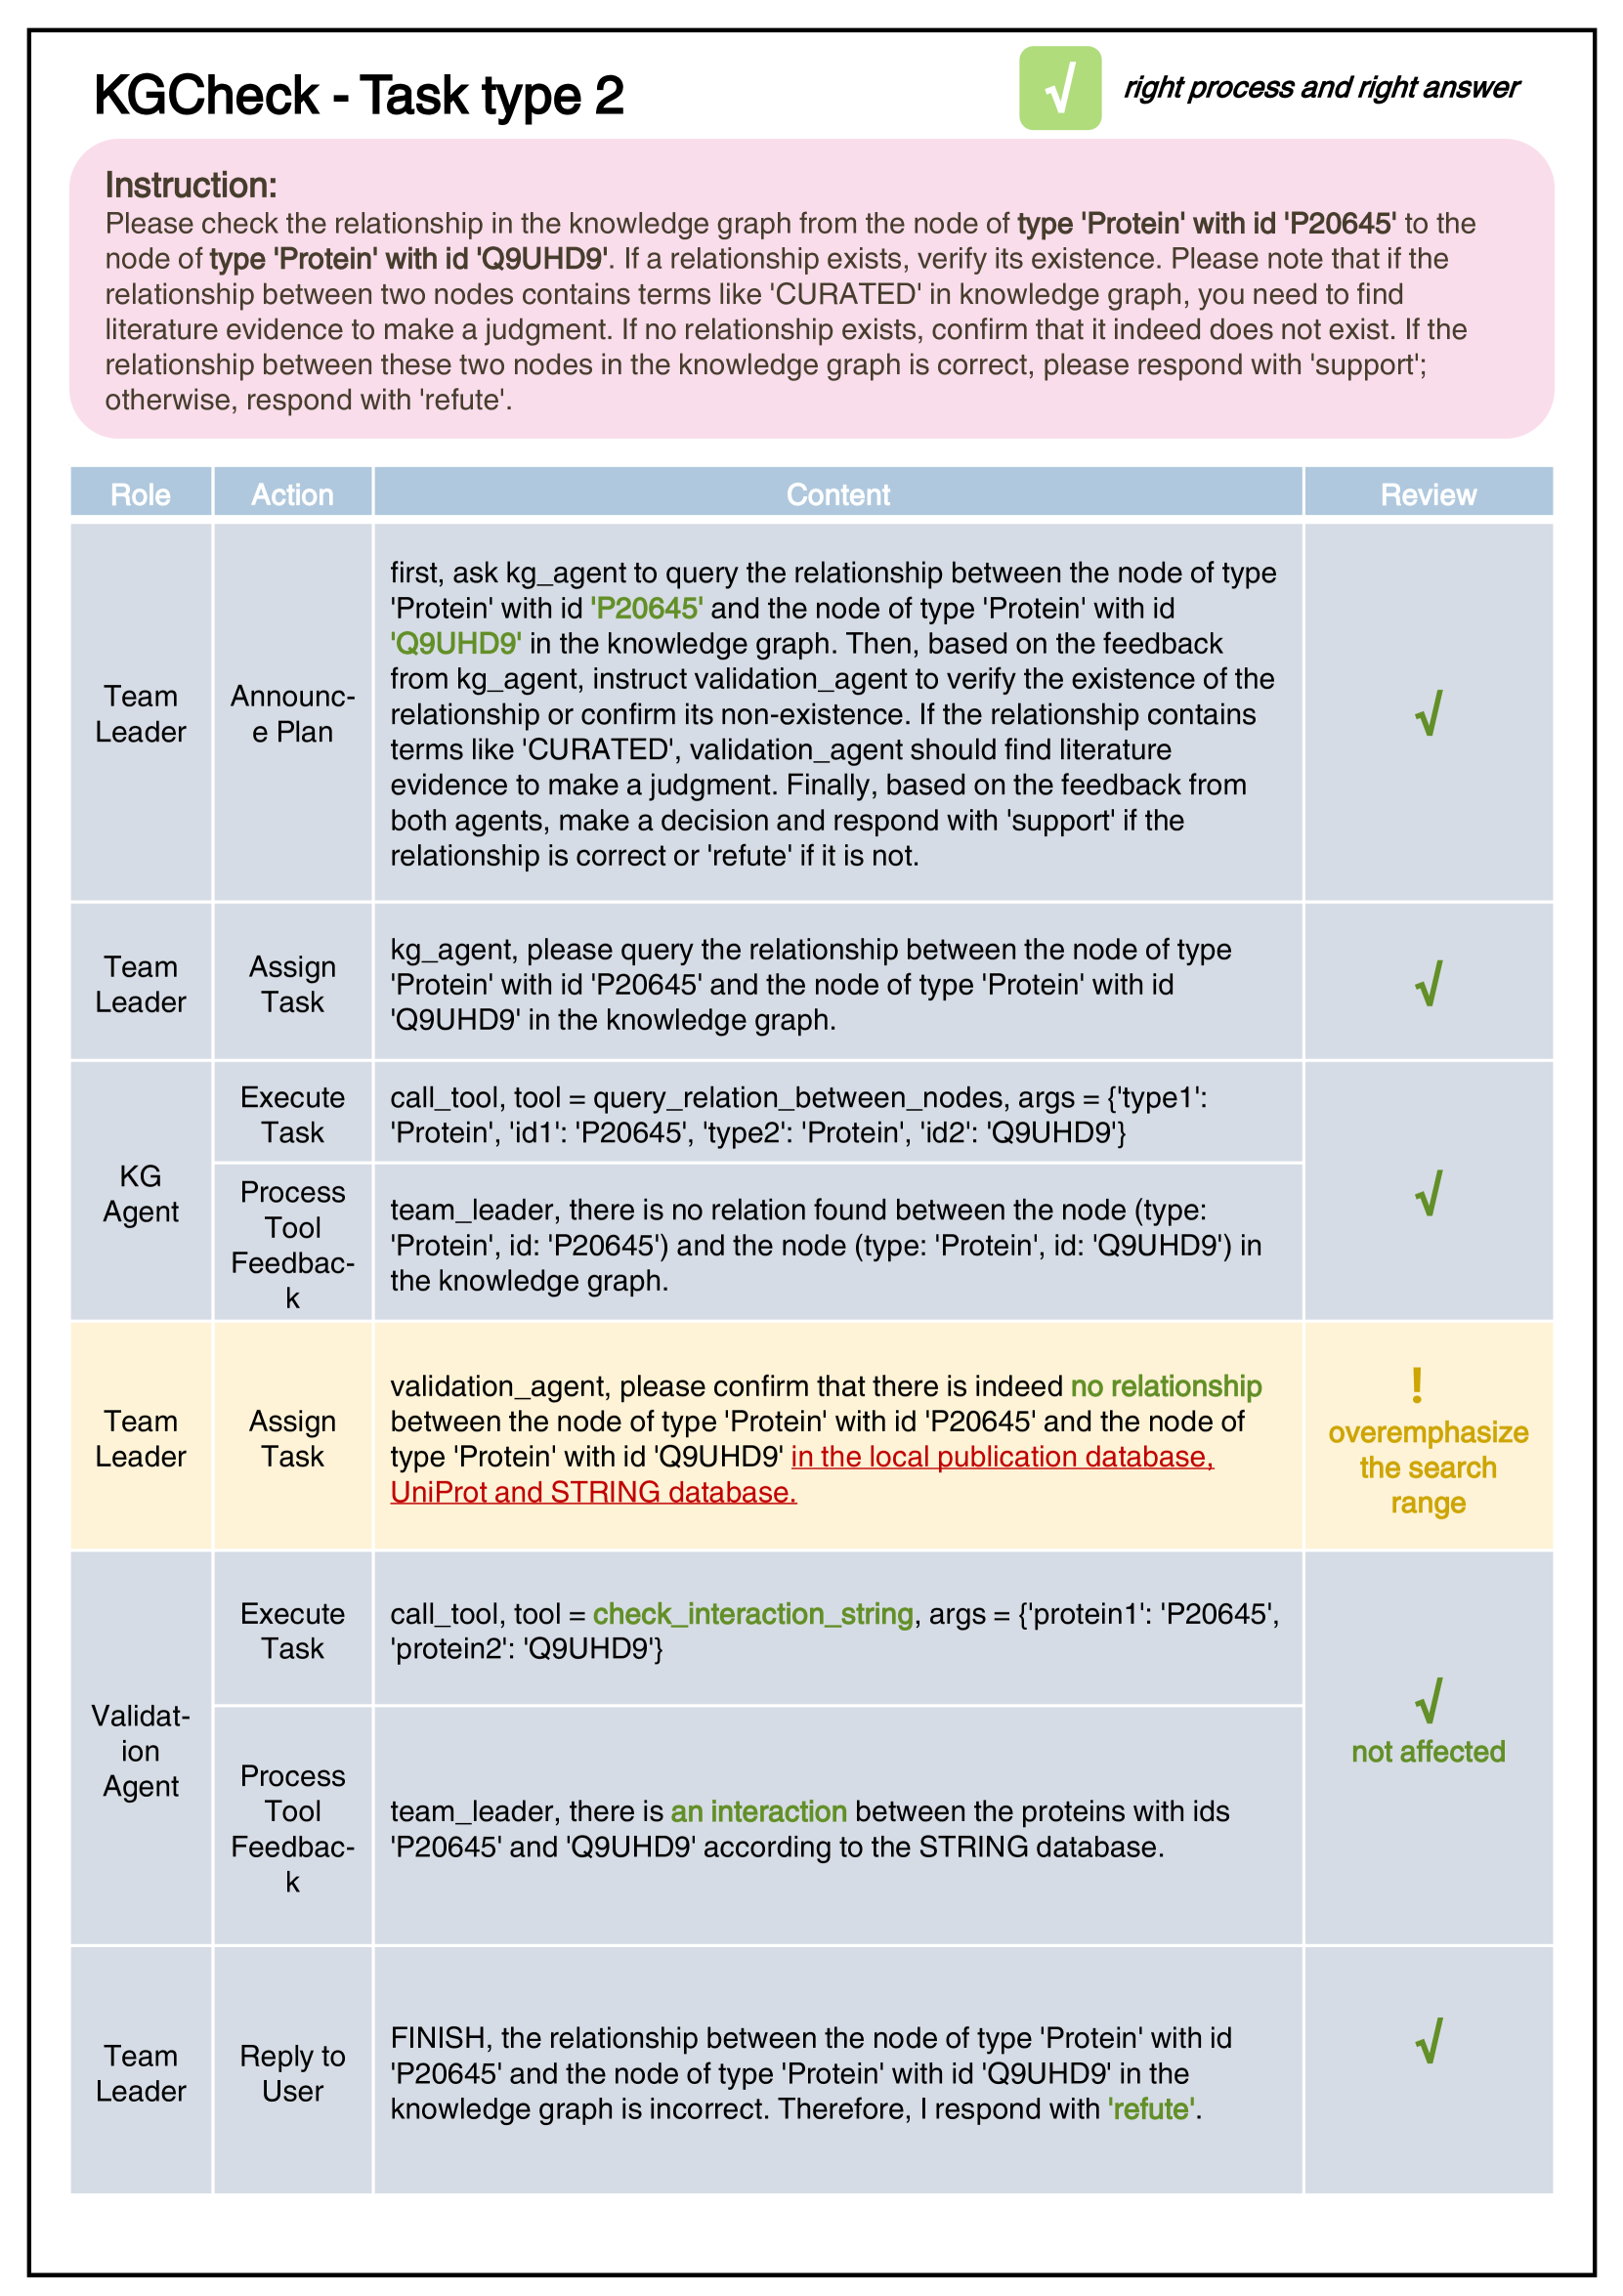 KGCheck - Task type 2
√ right process and right answer
Instruction:
Please check the relationship in the knowledge graph from the node of type 'Protein' with id 'P20645' to the
node of type 'Protein' with id 'Q9UHD9'. If a relationship exists, verify its existence. Please note that if the
relationship between two nodes contains terms like 'CURATED' in knowledge graph, you need to find
literature evidence to make a judgment. If no relationship exists, confirm that it indeed does not exist. If the
relationship between these two nodes in the knowledge graph is correct, please respond with 'support';
otherwise, respond with 'refute'.
Role Action Content Review
Team
Leader
Announc-
e Plan
first, ask kg_agent to query the relationship between the node of type
'Protein' with id 'P20645' and the node of type 'Protein' with id
'Q9UHD9' in the knowledge graph. Then, based on the feedback
from kg_agent, instruct validation_agent to verify the existence of the
relationship or confirm its non-existence. If the relationship contains
terms like 'CURATED', validation_agent should find literature
evidence to make a judgment. Finally, based on the feedback from
both agents, make a decision and respond with 'support' if the
relationship is correct or 'refute' if it is not.
√
Team
Leader
Assign
Task
kg_agent, please query the relationship between the node of type
'Protein' with id 'P20645' and the node of type 'Protein' with id
'Q9UHD9' in the knowledge graph.
√
KG
Agent
Execute
Task
call_tool, tool = query_relation_between_nodes, args = {'type1':
'Protein', 'id1': 'P20645', 'type2': 'Protein', 'id2': 'Q9UHD9'}
Process
Tool
Feedbac-
k
team_leader, there is no relation found between the node (type:
'Protein', id: 'P20645') and the node (type: 'Protein', id: 'Q9UHD9') in
the knowledge graph.
√
Team
Leader
Assign
Task
validation_agent, please confirm that there is indeed no relationship
between the node of type 'Protein' with id 'P20645' and the node of
type 'Protein' with id 'Q9UHD9' in the local publication database,
UniProt and STRING database.
!
overemphasize
the search
range
Validat-
ion
Agent
Execute
Task
call_tool, tool = check_interaction_string, args = {'protein1': 'P20645',
'protein2': 'Q9UHD9'}
Process
Tool
Feedbac-
k
team_leader, there is an interaction between the proteins with ids
'P20645' and 'Q9UHD9' according to the STRING database.
√
not affected
Team
Leader
Reply to
User
FINISH, the relationship between the node of type 'Protein' with id
'P20645' and the node of type 'Protein' with id 'Q9UHD9' in the
knowledge graph is incorrect. Therefore, I respond with 'refute'.
√